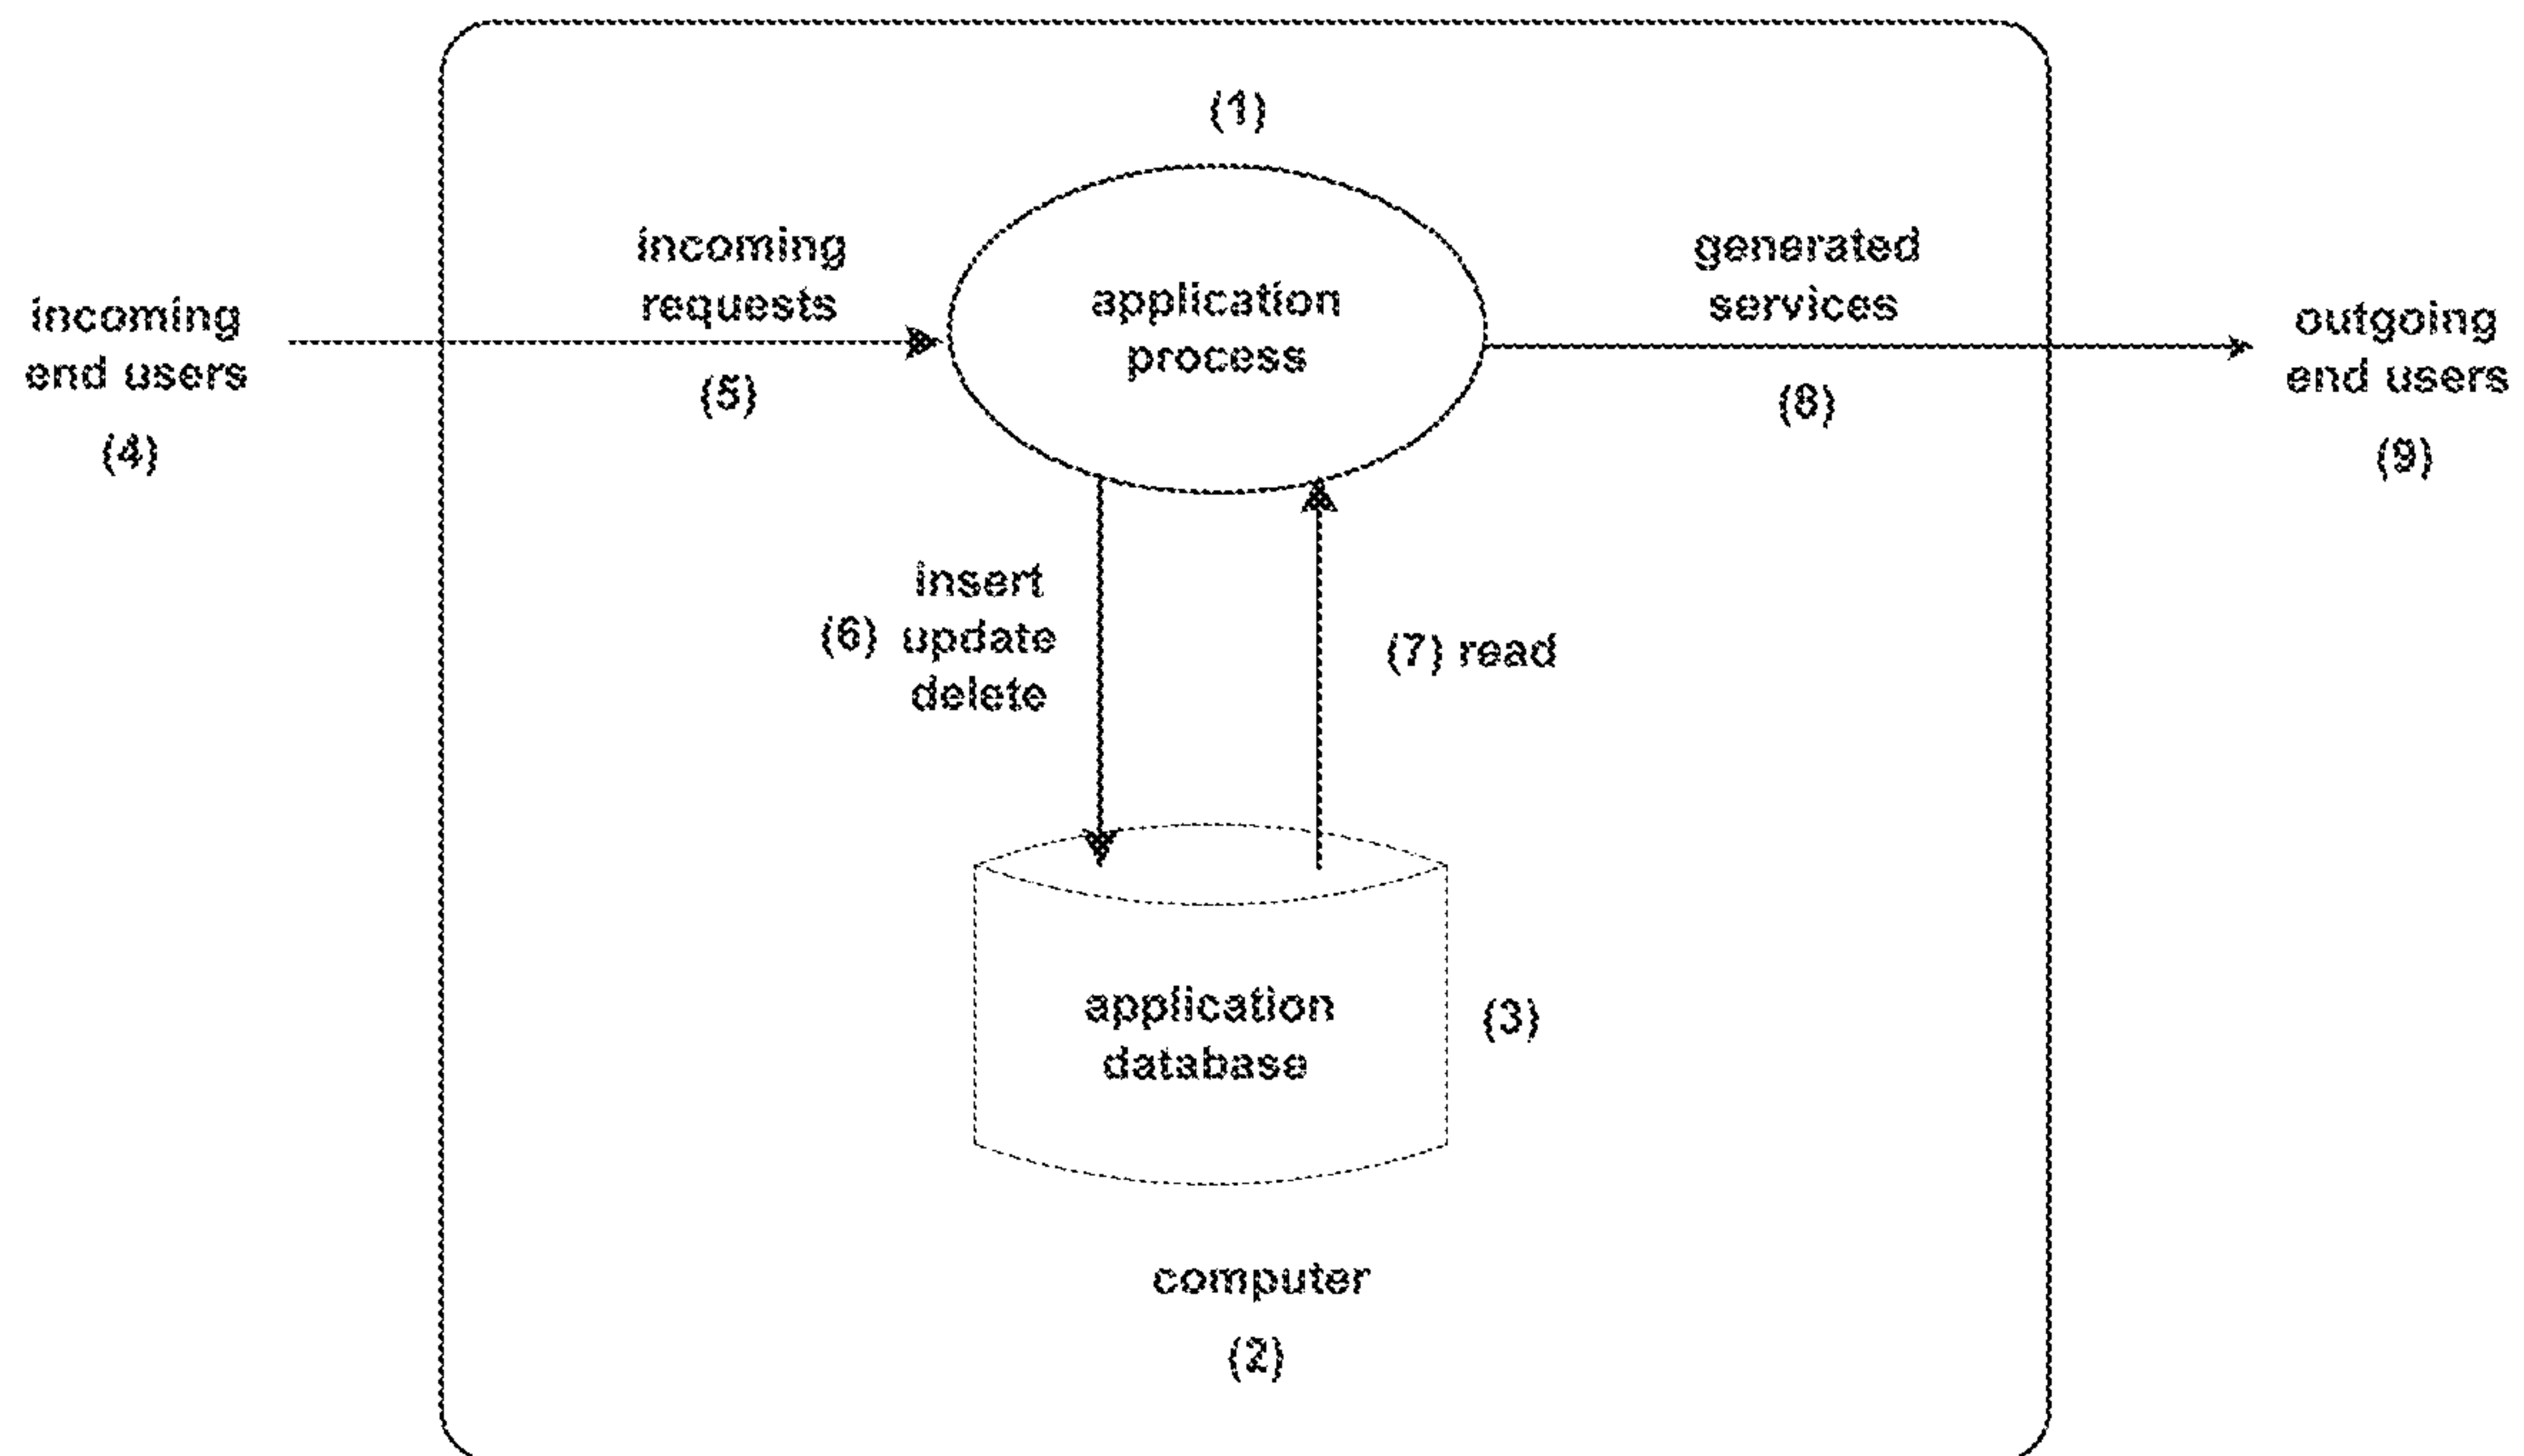 (1)
incoming
requests
(5)
application
process
generated
services
(8)
incoming
end users
(4)
outgoing
end users
(9)
insert
(6) update
delete
(7) read
application
database
(3)
computer
(2)